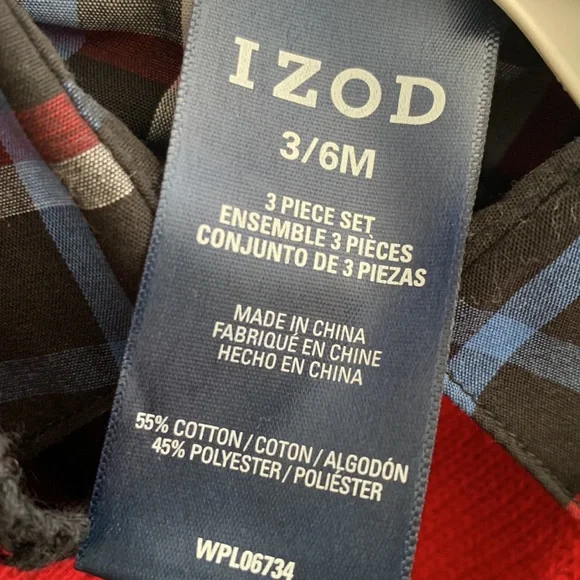 IZOD
3/6M
3 PIECE SET
ENSEMBLE 3 PIÈCES
CONJUNTO DE 3 PIEZAS
MADE IN CHINA
FABRIQUÉ EN CHINE
HECHO EN CHINA
55% COTTON/COTON/ALGODÓN
45% POLYESTER/POLIÉSTER
WPL06734